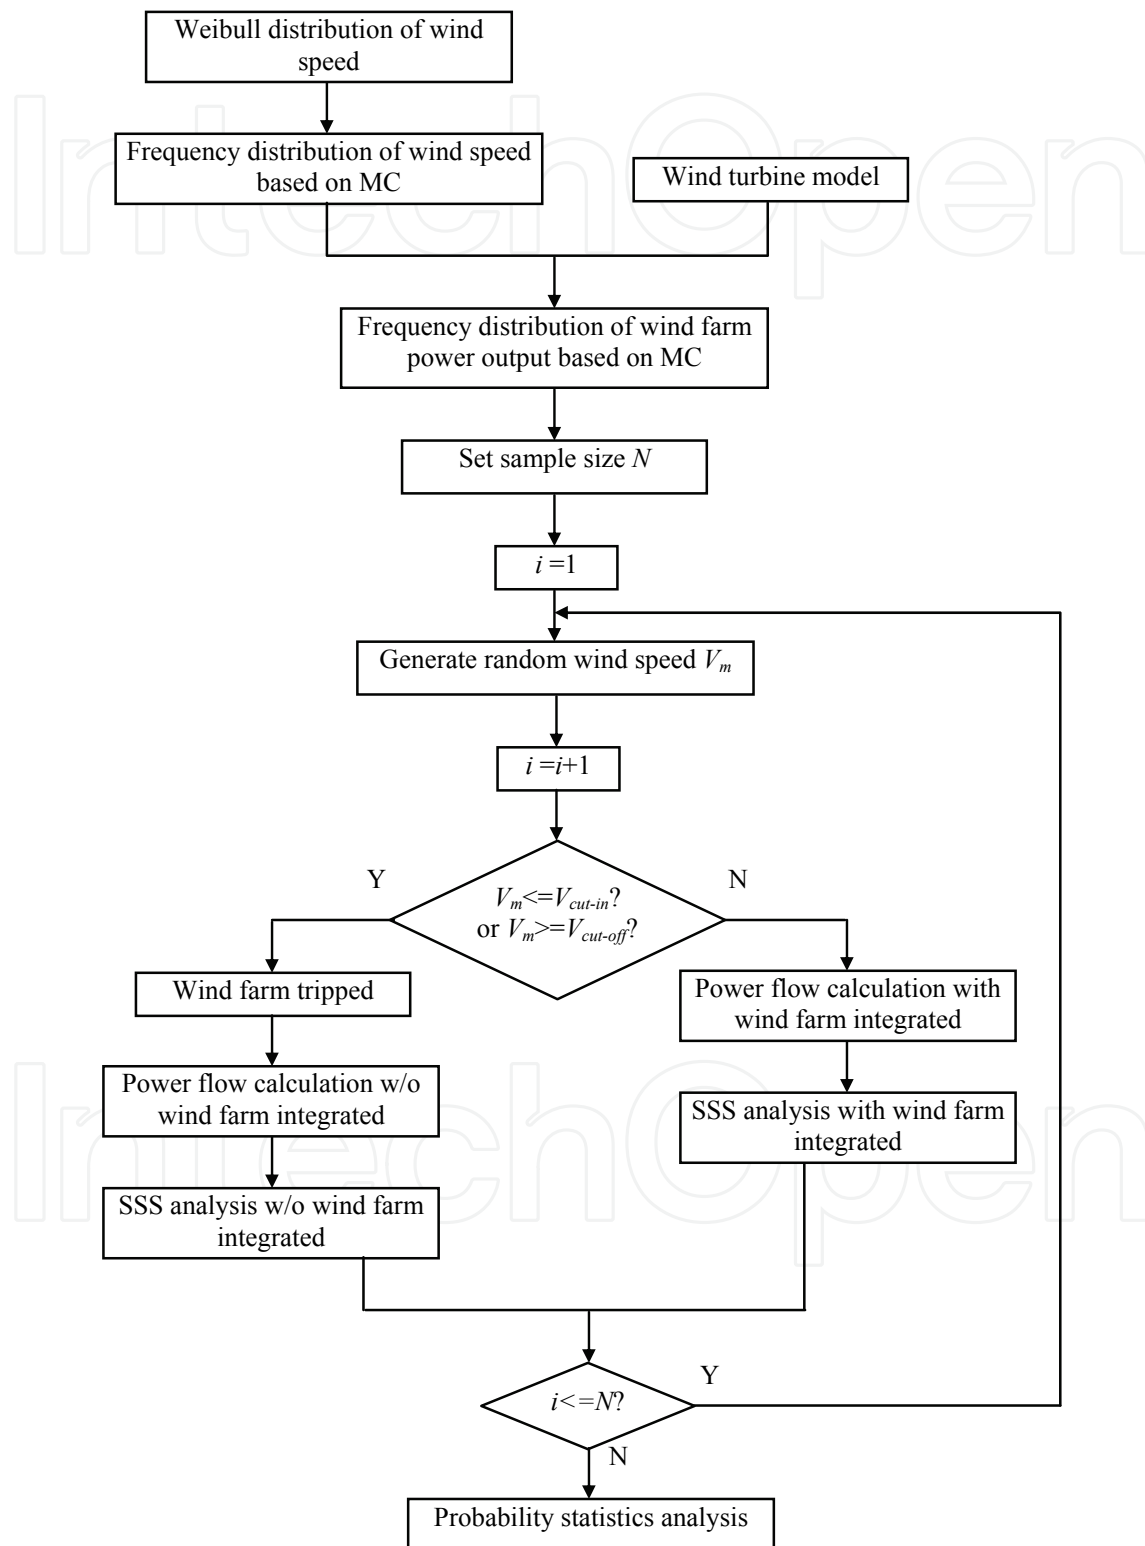 Weibull distribution of wind
speed
Frequency distribution of wind speed
based on MC
Wind turbine model
Frequency distribution of wind farm
power output based on MC
Set sample size N
i =1
Generate random wind speed Vm
i =i+1
Y
N
Vm<=Vcut-in?
or Vm>=Vcut-off?
Wind farm tripped
Power flow calculation with
wind farm integrated
Power flow calculation w/o
wind farm integrated
SSS analysis with wind farm
integrated
SSS analysis w/o wind farm
integrated
i<=N?
Y
N
Probability statistics analysis
IntechOpen
IntechOpen